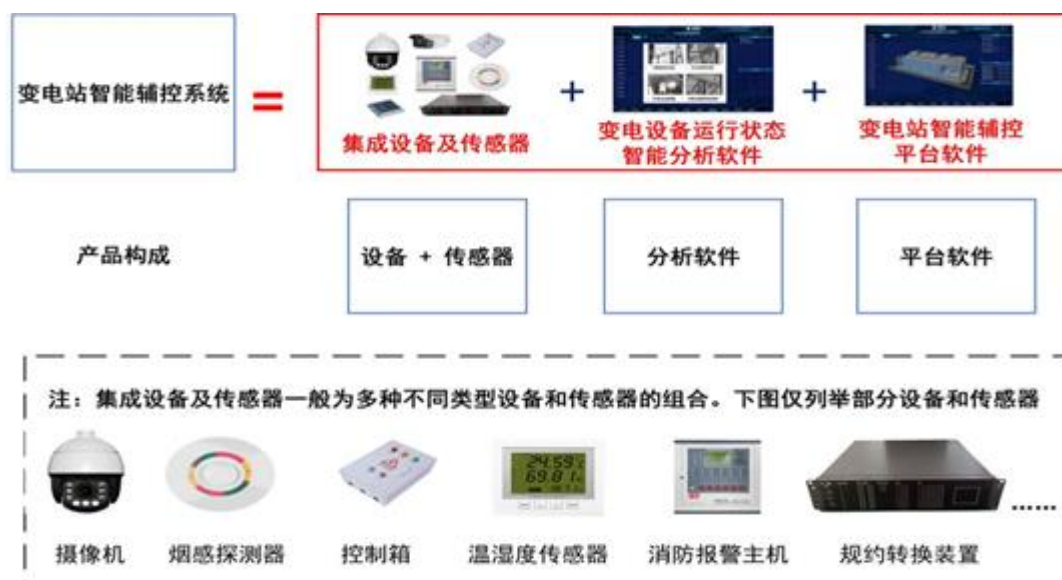 变电站智能辅控系统
=
集成设备及传感器
+
变电设备运行状态
智能分析软件
+
变电站智能辅控
平台软件
产品构成
设备 + 传感器
分析软件
平台软件
注：集成设备及传感器一般为多种不同类型设备和传感器的组合。下图仅列举部分设备和传感器
24.59
69.81
……
摄像机
烟感探测器
控制箱
温湿度传感器
消防报警主机
规约转换装置